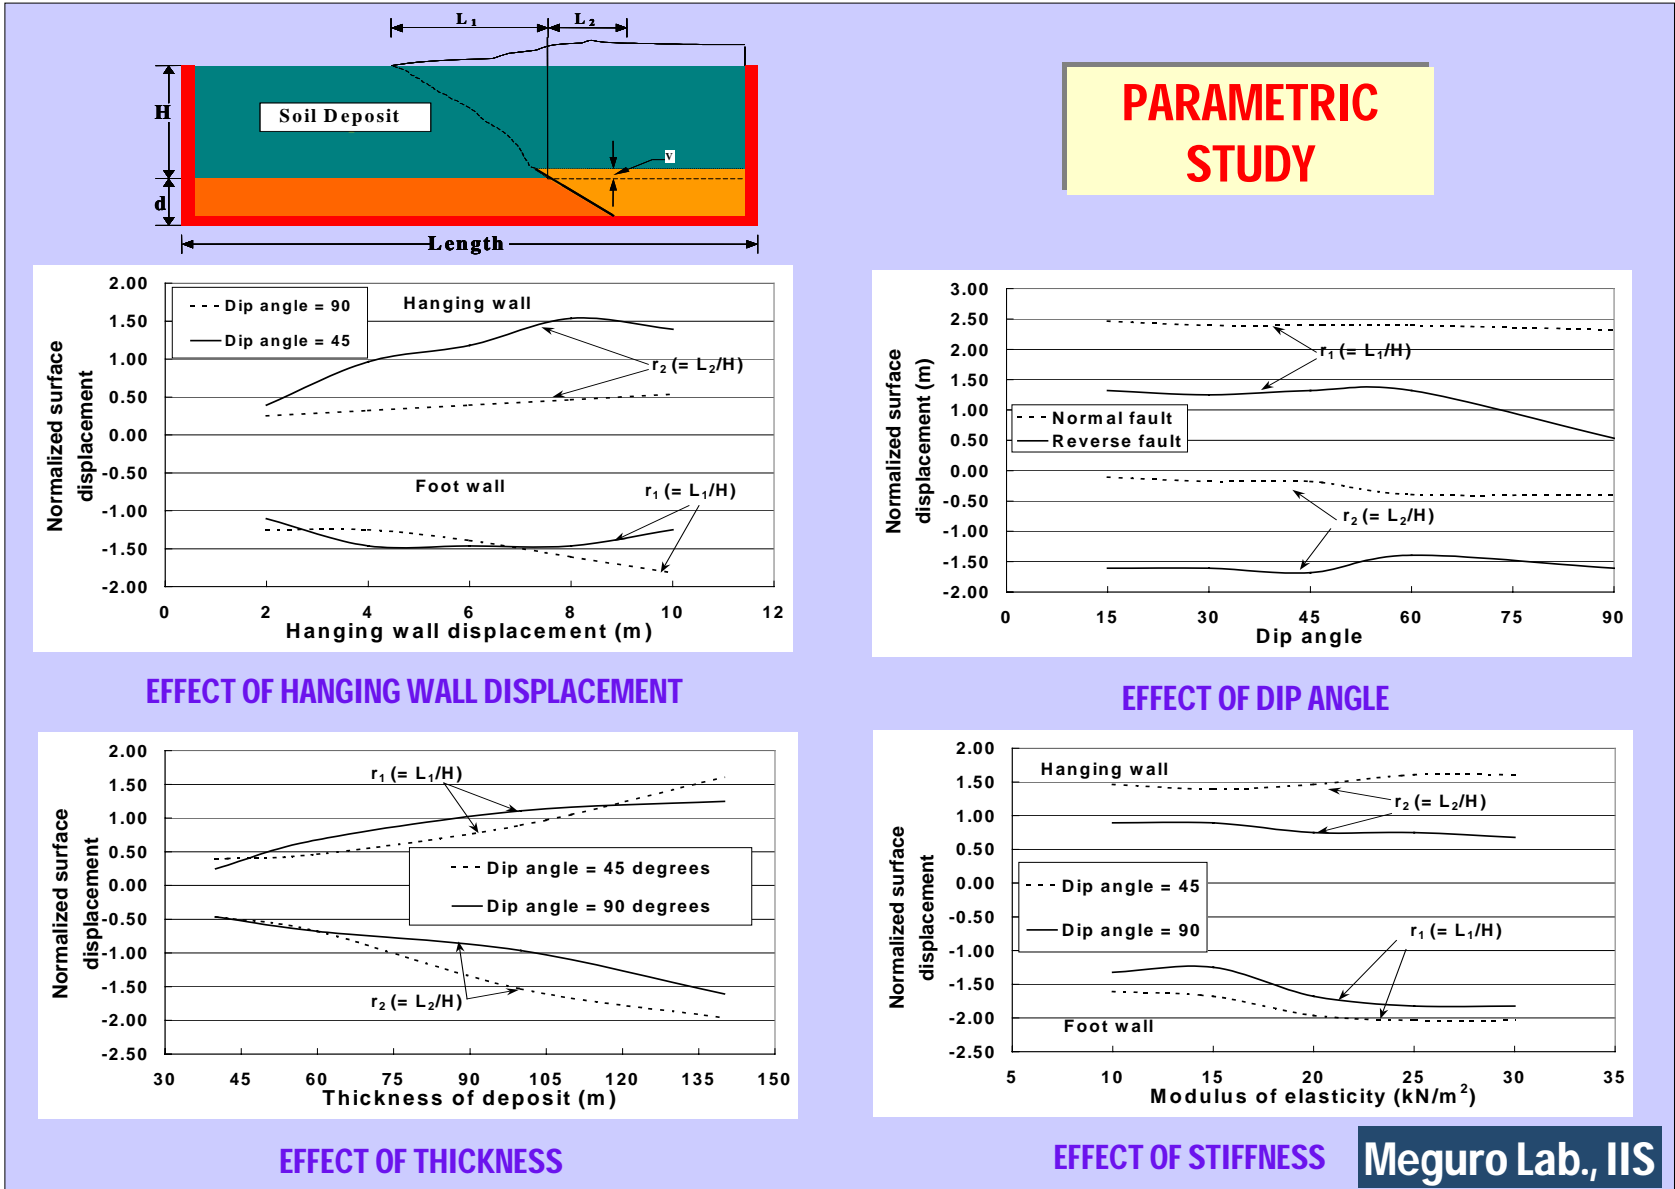 L1
L2
H
Soil Deposit
v
d
Length
PARAMETRIC
STUDY
2.00
1.50
1.00
0.50
0.00
-0.50
-1.00
-1.50
-2.00
0 2 4 6 8 10 12
Normalized surface
displacement
Dip angle = 90
Dip angle = 45
Hanging wall
r2 (= L2/H)
Foot wall
r1 (= L1/H)
Hanging wall displacement (m)
EFFECT OF HANGING WALL DISPLACEMENT
3.00
2.50
2.00
1.50
1.00
0.50
0.00
-0.50
-1.00
-1.50
-2.00
0 15 30 45 60 75 90
Normalized surface
displacement (m)
r1 (= L1/H)
Normal fault
Reverse fault
r2 (= L2/H)
Dip angle
EFFECT OF DIP ANGLE
2.00
1.50
1.00
0.50
0.00
-0.50
-1.00
-1.50
-2.00
-2.50
30 45 60 75 90 105 120 135 150
Normalized surface
displacement
r1 (= L1/H)
Dip angle = 45 degrees
Dip angle = 90 degrees
r2 (= L2/H)
Thickness of deposit (m)
EFFECT OF THICKNESS
2.00
1.50
1.00
0.50
0.00
-0.50
-1.00
-1.50
-2.00
-2.50
5 10 15 20 25 30 35
Normalized surface
displacement
Hanging wall
r2 (= L2/H)
Dip angle = 45
Dip angle = 90
r1 (= L1/H)
Foot wall
Modulus of elasticity (kN/m²)
EFFECT OF STIFFNESS
Meguro Lab., IIS